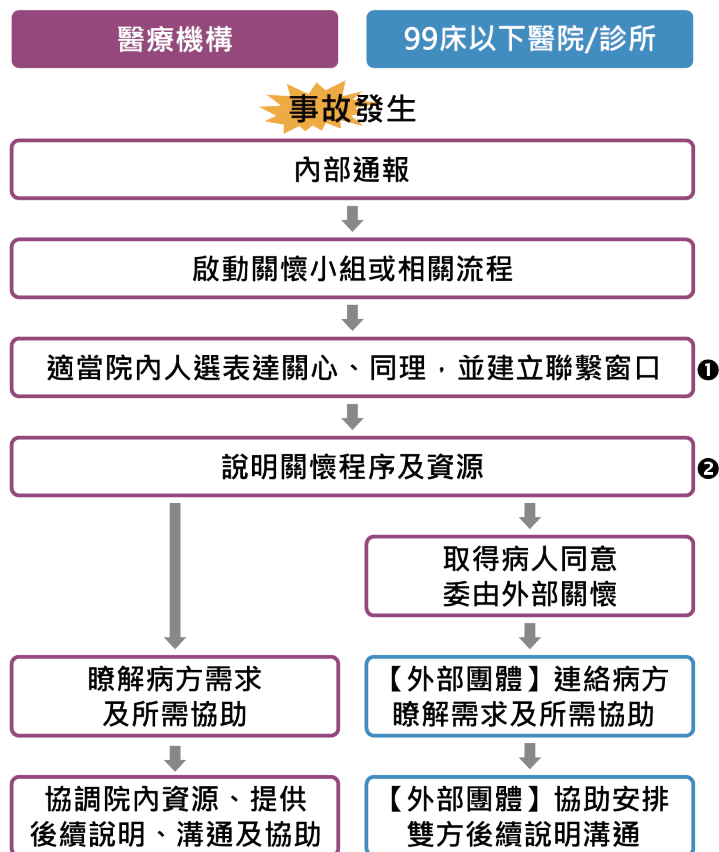 醫療機構
99床以下醫院/診所
事故發生
內部通報
啟動關懷小組或相關流程
適當院內人選表達關心、同理，並建立聯繫窗口
❶
說明關懷程序及資源
❷
取得病人同意
委由外部關懷
瞭解病方需求
及所需協助
【外部團體】連絡病方
瞭解需求及所需協助
協調院內資源、提供
後續說明、溝通及協助
【外部團體】協助安排
雙方後續說明溝通